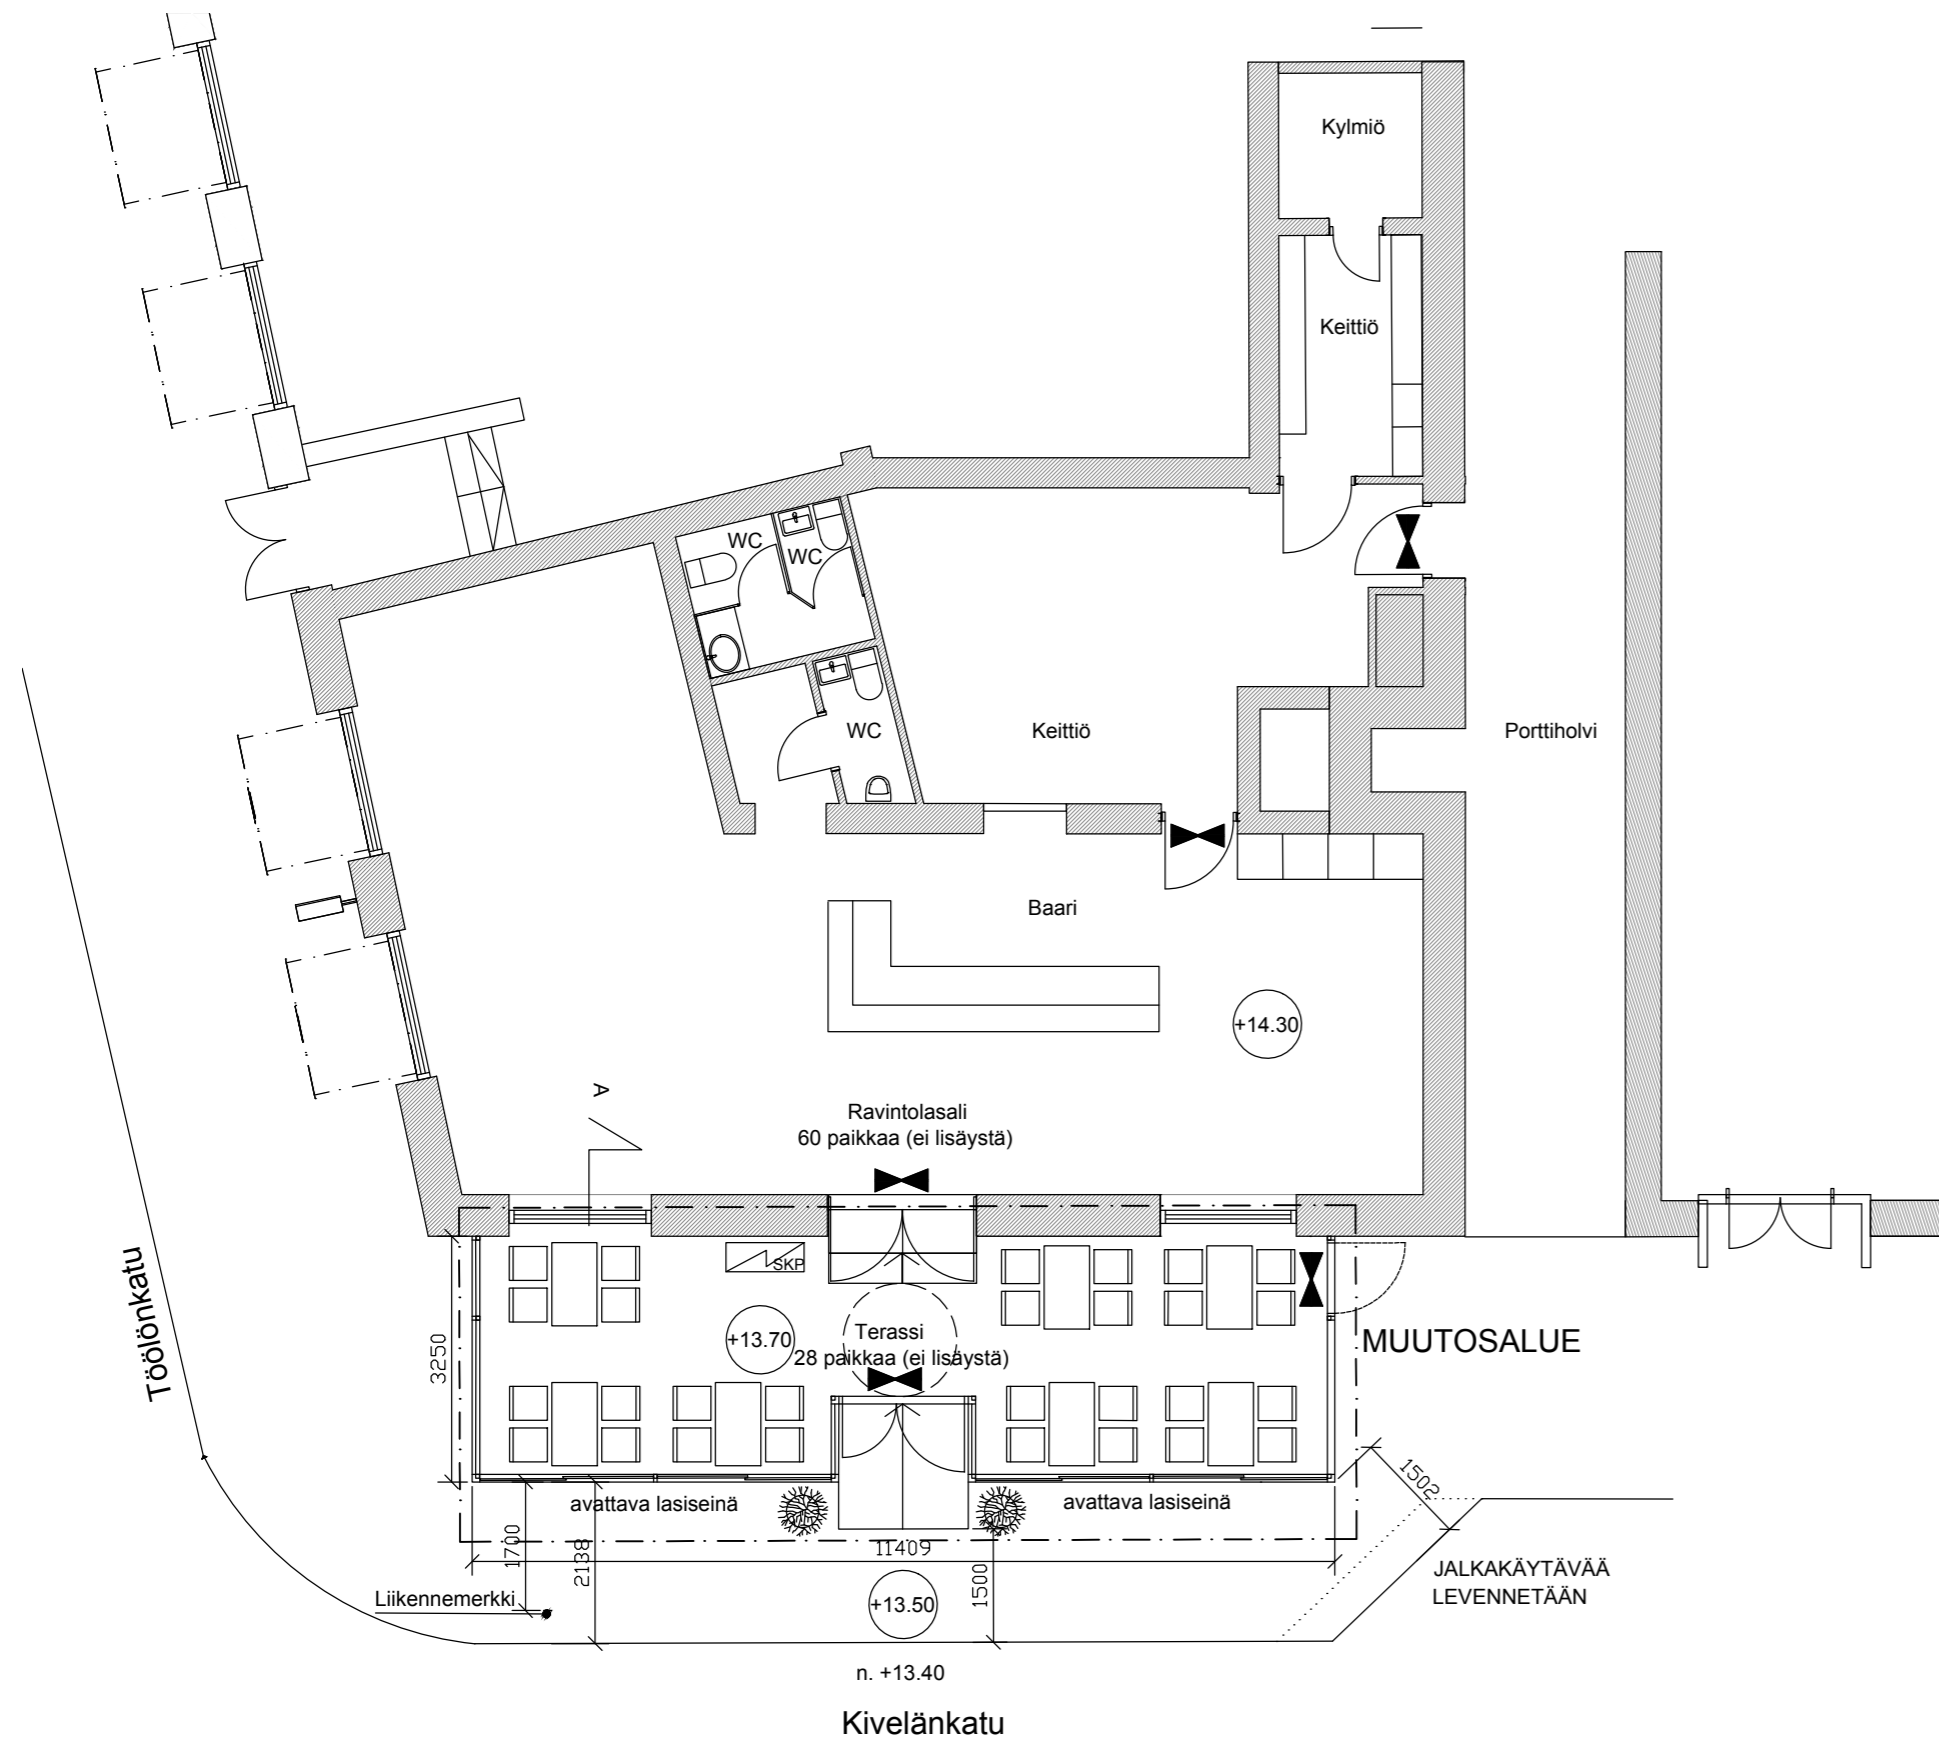 Kylmiö
Keittiö
WC
WC
WC
Keittiö
Porttiholvi
Baari
+14.30
A
Ravintolasali
60 paikkaa (ei lisäystä)
SKP
Töölönkatu
3250
+13.70
Terassi
28 paikkaa (ei lisäystä)
MUUTOSALUE
1502
avattava lasiseinä
avattava lasiseinä
1700
2138
11409
1500
JALKAKÄYTÄVÄÄ
LEVENNETÄÄN
Liikennemerkki
+13.50
n. +13.40
Kivelänkatu